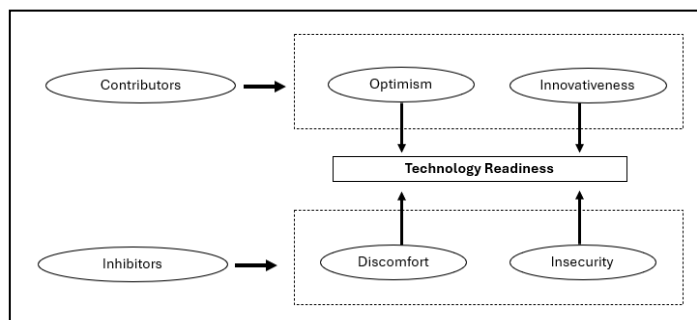 Contributors
Optimism
Innovativeness
Technology Readiness
Inhibitors
Discomfort
Insecurity